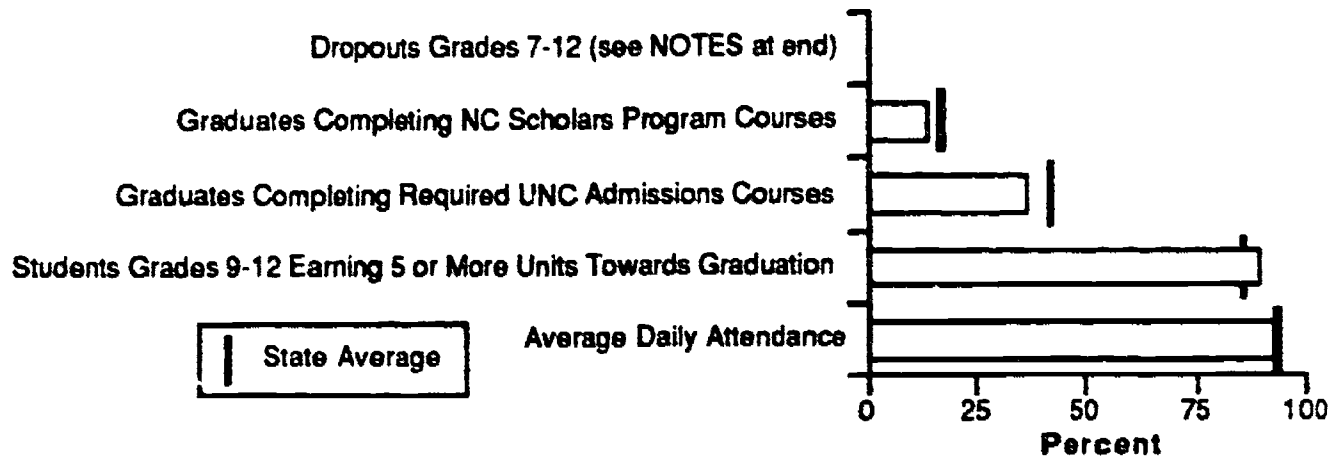 Dropouts Grades 7-12 (see NOTES at end)
Graduates Completing NC Scholars Program Courses
Graduates Completing Required UNC Admissions Courses
Students Grades 9-12 Earning 5 or More Units Towards Graduation
Average Daily Attendance
State Average
0 25 50 75 100
Percent